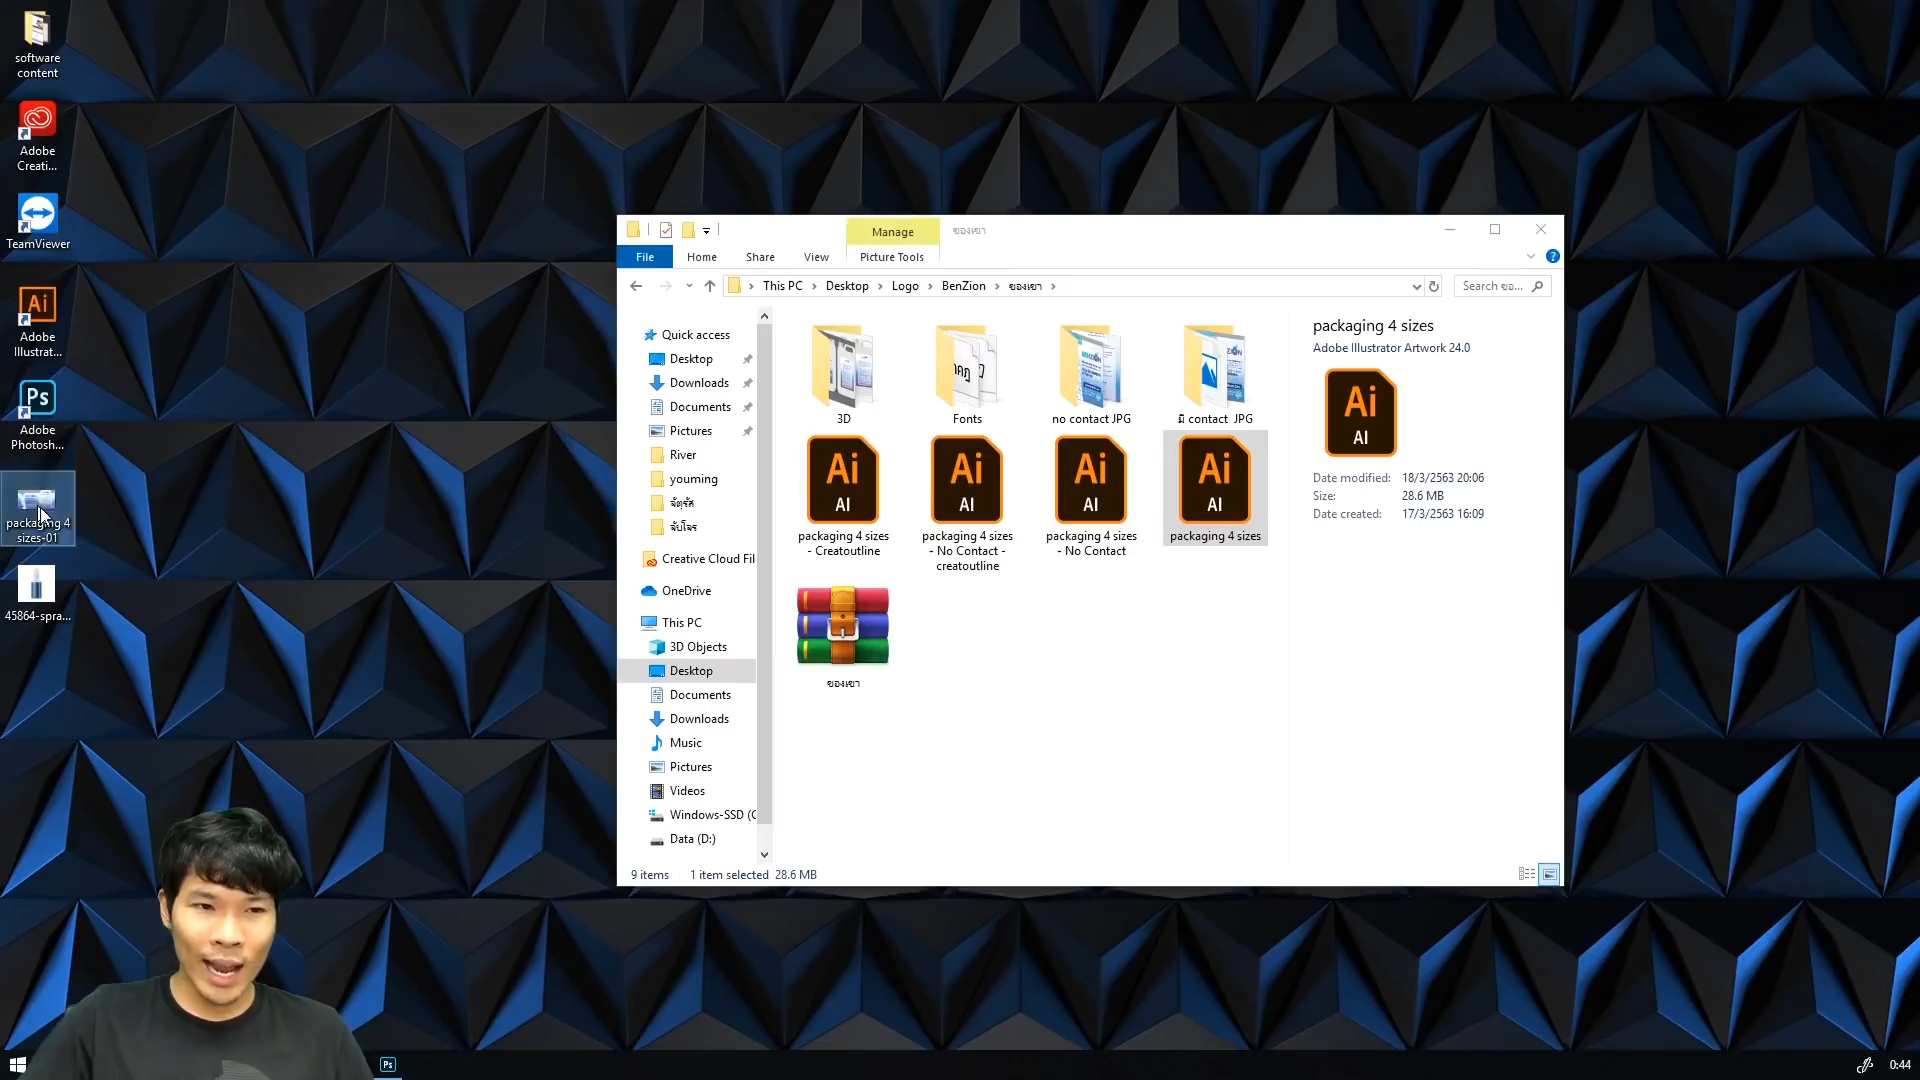 software
content
Adobe
Creati...
TeamViewer
Ai
Adobe
Illustrat...
Ps
Adobe
Photosh...
packaging 4
sizes-01
45864-spra...
Manage
ของเขา
File
Home
Share
View
Picture Tools
This PC
Desktop
Logo
BenZion
ของเขา
Search ขอ...
Quick access
Desktop
Downloads
Documents
Pictures
River
youming
จัตุรัส
จับโจร
Creative Cloud Fil
OneDrive
This PC
3D Objects
Desktop
Documents
Downloads
Music
Pictures
Videos
Windows-SSD (C
Data (D:)
3D
Fonts
no contact JPG
มี contact JPG
Ai
AI
packaging 4 sizes
- Creatoutline
Ai
AI
packaging 4 sizes
- No Contact -
creatoutline
Ai
AI
packaging 4 sizes
- No Contact
Ai
AI
packaging 4 sizes
ของเขา
packaging 4 sizes
Adobe Illustrator Artwork 24.0
Ai
AI
Date modified: 18/3/2563 20:06
Size: 28.6 MB
Date created: 17/3/2563 16:09
9 items
1 item selected 28.6 MB
Ps
0:44